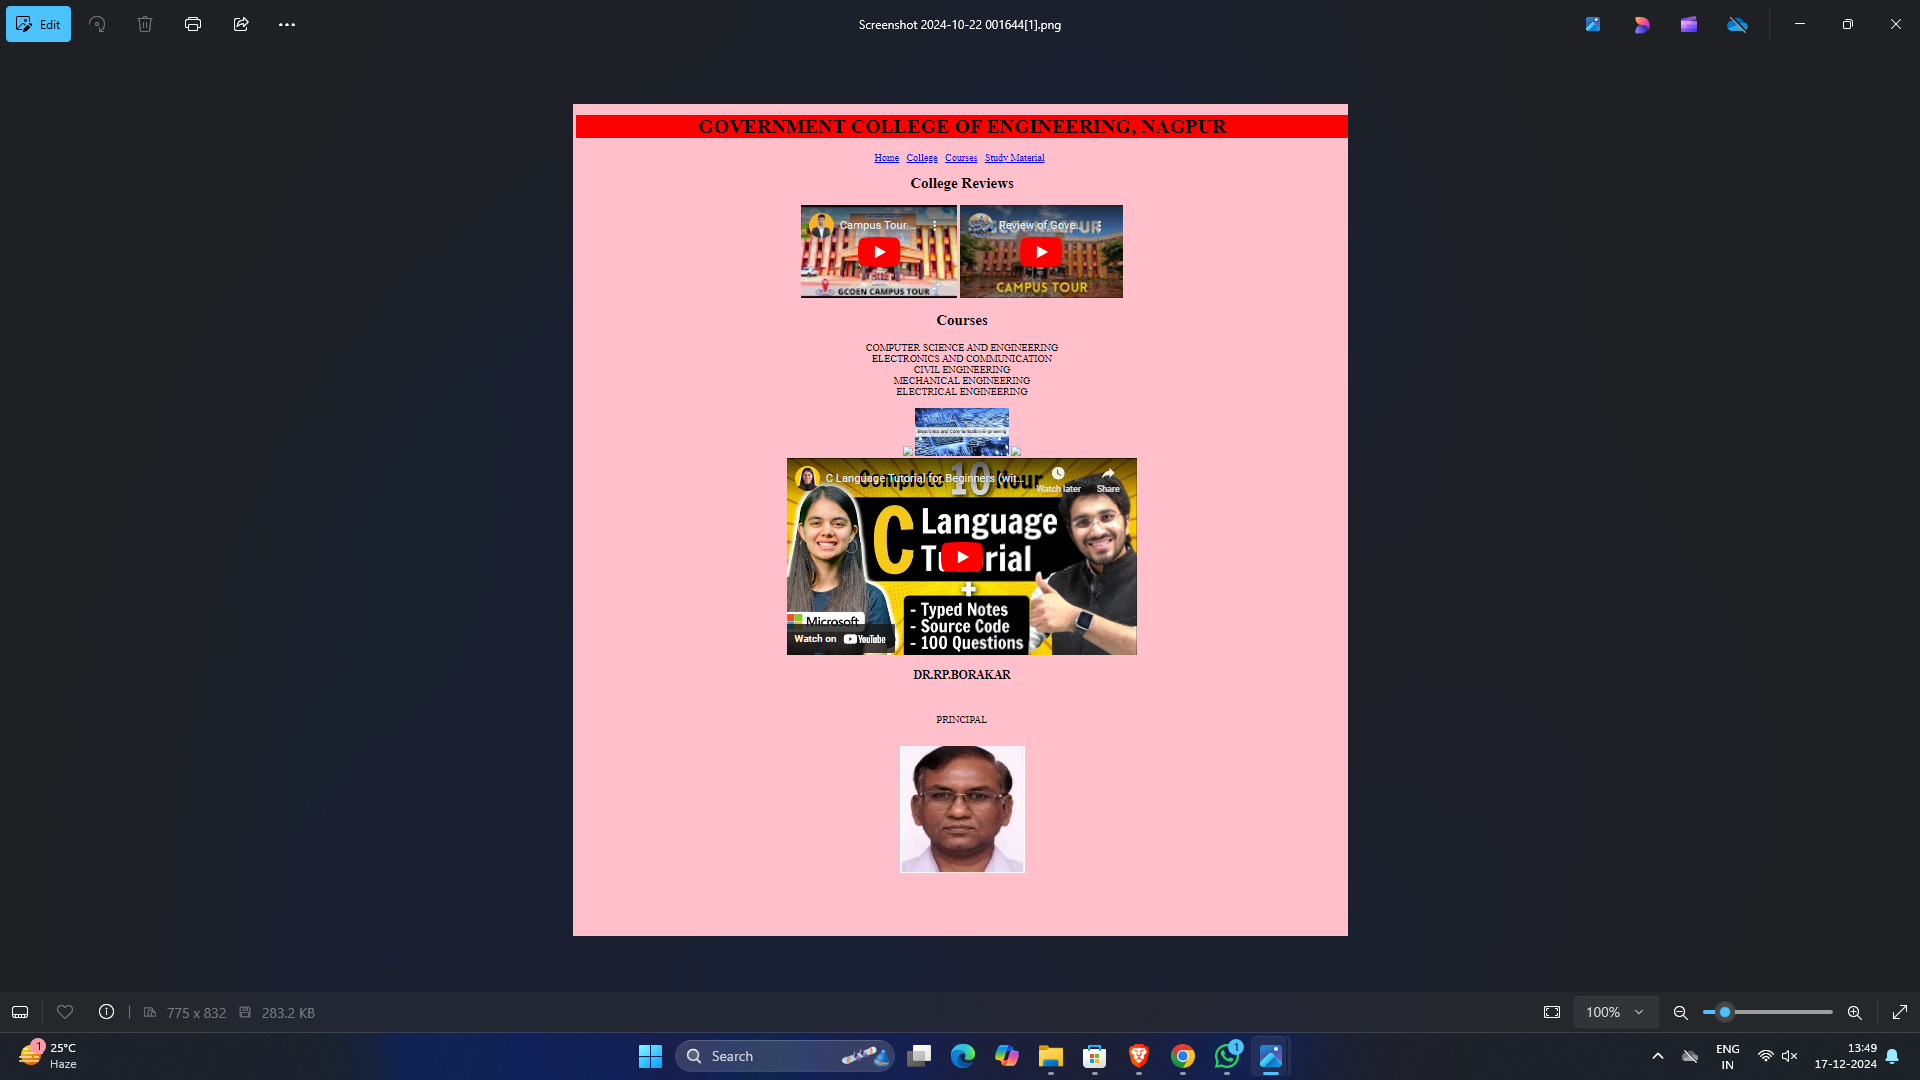 Edit
Screenshot 2024-10-22 001644[1].png
GOVERNMENT COLLEGE OF ENGINEERING, NAGPUR
Home College Courses Study Material
College Reviews
Campus Tour ...
GCOEN CAMPUS TOUR
Review of Gove...
CAMPUS TOUR
Courses
COMPUTER SCIENCE AND ENGINEERING
ELECTRONICS AND COMMUNICATION
CIVIL ENGINEERING
MECHANICAL ENGINEERING
ELECTRICAL ENGINEERING
Electronics and Communication Engineering
Complete 10 Hour
C Language Tutorial for Beginners (wit...
Watch later Share
C Language
Tutorial
+
- Typed Notes
- Source Code
- 100 Questions
Microsoft
Watch on YouTube
DR.RP.BORAKAR
PRINCIPAL
775 x 832 283.2 KB
100%
1
25°C
Haze
Search
1
ENG
IN
13:49
17-12-2024